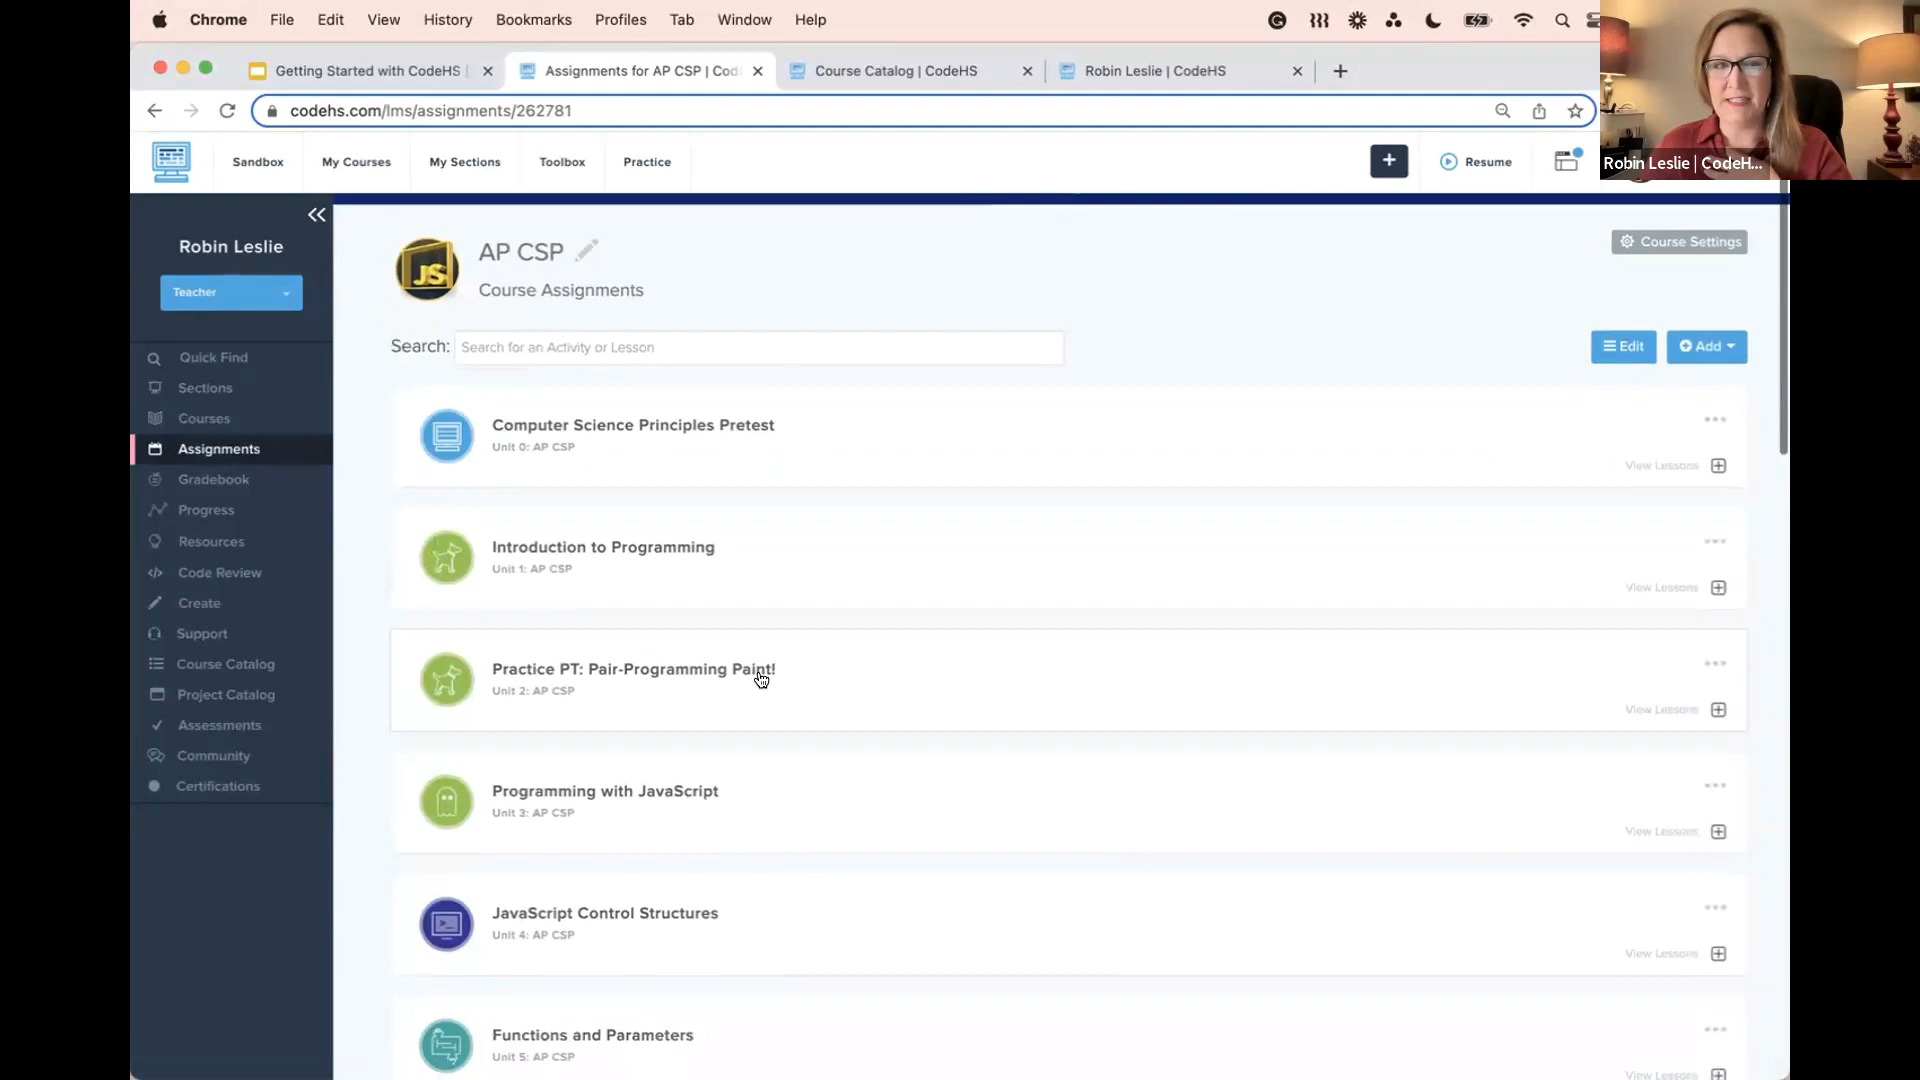 Chrome File Edit View History Bookmarks Profiles Tab Window Help
Getting Started with CodeHS
Assignments for AP CSP | Cod
Course Catalog | CodeHS
Robin Leslie | CodeHS
codehs.com/lms/assignments/262781
Sandbox My Courses My Sections Toolbox Practice
Resume
Robin Leslie | CodeH...
Robin Leslie
Teacher
Quick Find
Sections
Courses
Assignments
Gradebook
Progress
Resources
Code Review
Create
Support
Course Catalog
Project Catalog
Assessments
Community
Certifications
JS
AP CSP
Course Assignments
Course Settings
Search: Search for an Activity or Lesson
Edit
Add
Computer Science Principles Pretest
Unit 0: AP CSP
View Lessons
Introduction to Programming
Unit 1: AP CSP
View Lessons
Practice PT: Pair-Programming Paint!
Unit 2: AP CSP
View Lessons
Programming with JavaScript
Unit 3: AP CSP
View Lessons
JavaScript Control Structures
Unit 4: AP CSP
View Lessons
Functions and Parameters
Unit 5: AP CSP
View Lessons